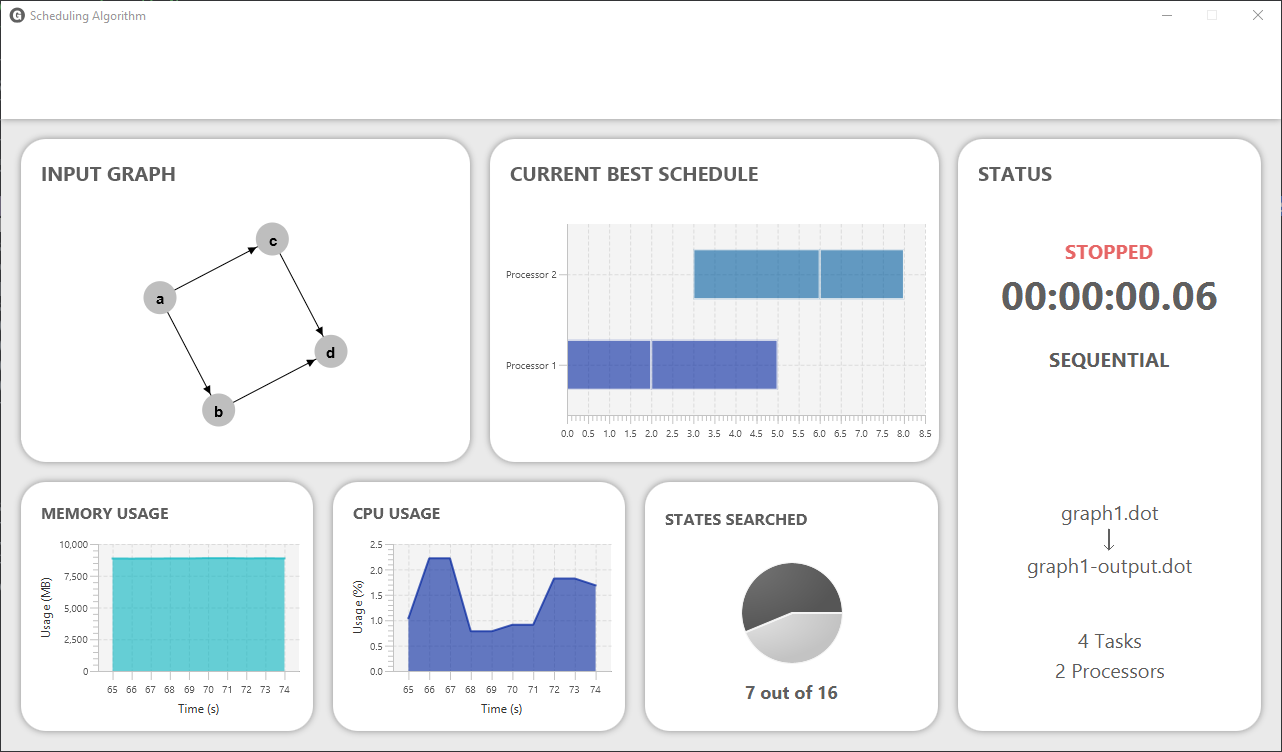 G Scheduling Algorithm
INPUT GRAPH
c
a
d
b
CURRENT BEST SCHEDULE
Processor 2
Processor 1
0.0 0.5 1.0 1.5 2.0 2.5 3.0 3.5 4.0 4.5 5.0 5.5 6.0 6.5 7.0 7.5 8.0 8.5
STATUS
STOPPED
00:00:00.06
SEQUENTIAL
graph1.dot
graph1-output.dot
4 Tasks
2 Processors
MEMORY USAGE
Usage (MB)
10,000
7,500
5,000
2,500
0
65 66 67 68 69 70 71 72 73 74
Time (s)
CPU USAGE
Usage (%)
2.5
2.0
1.5
1.0
0.5
0.0
65 66 67 68 69 70 71 72 73 74
Time (s)
STATES SEARCHED
7 out of 16